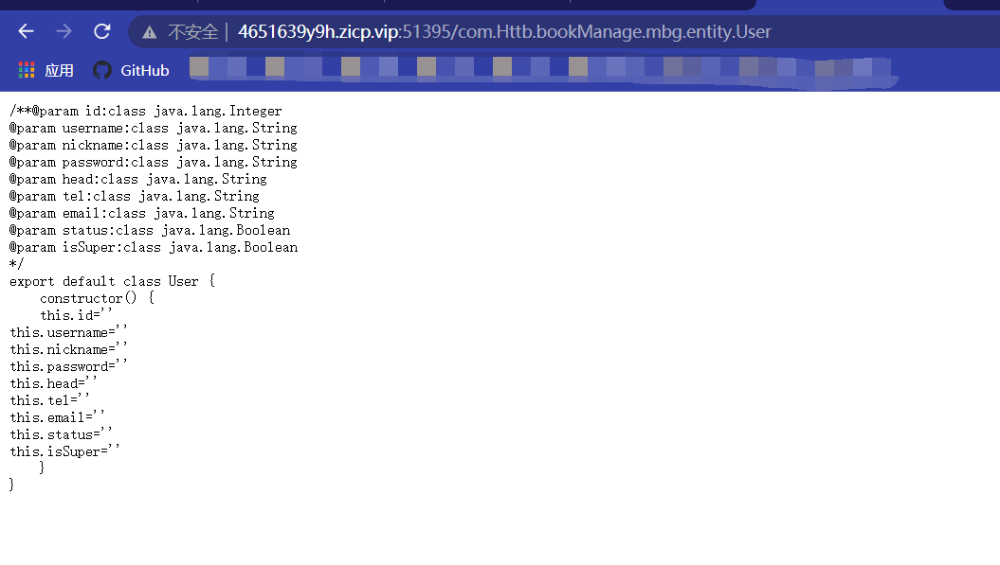 不安全 | 4651639y9h.zicp.vip:51395/com.Httb.bookManage.mbg.entity.User
应用 GitHub
/**@param id:class java.lang.Integer
@param username:class java.lang.String
@param nickname:class java.lang.String
@param password:class java.lang.String
@param head:class java.lang.String
@param tel:class java.lang.String
@param email:class java.lang.String
@param status:class java.lang.Boolean
@param isSuper:class java.lang.Boolean
*/
export default class User {
    constructor() {
    this.id=''
this.username=''
this.nickname=''
this.password=''
this.head=''
this.tel=''
this.email=''
this.status=''
this.isSuper=''
    }
}